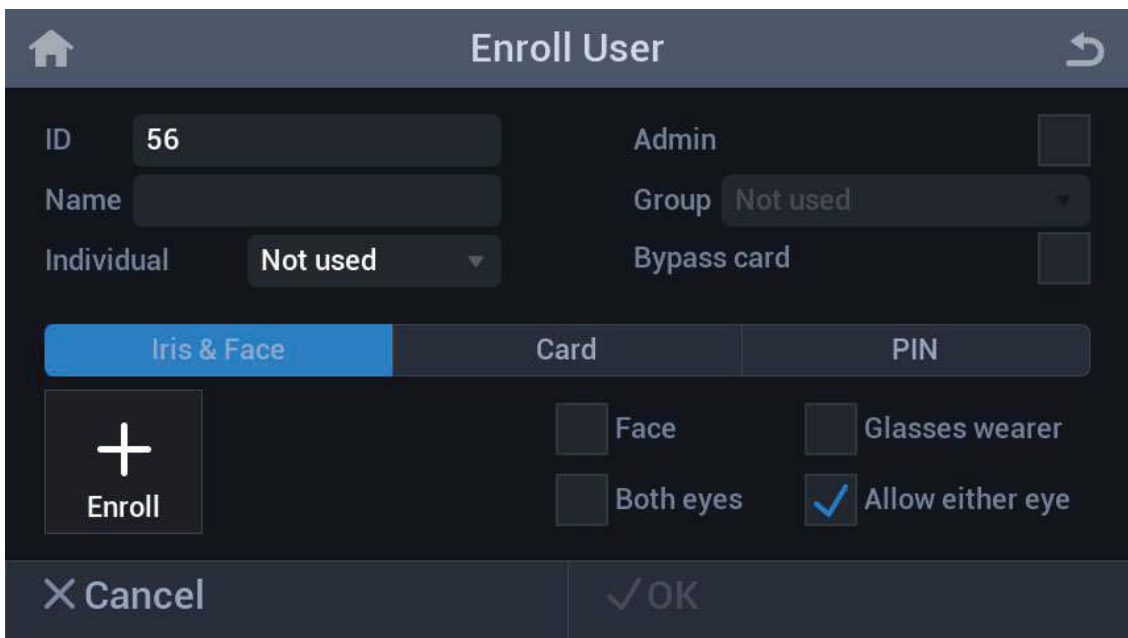 Enroll User
ID 56 Admin
Name Group Not used
Individual Not used Bypass card
Iris & Face Card PIN
Face Glasses wearer
Enroll Both eyes Allow either eye
Cancel OK